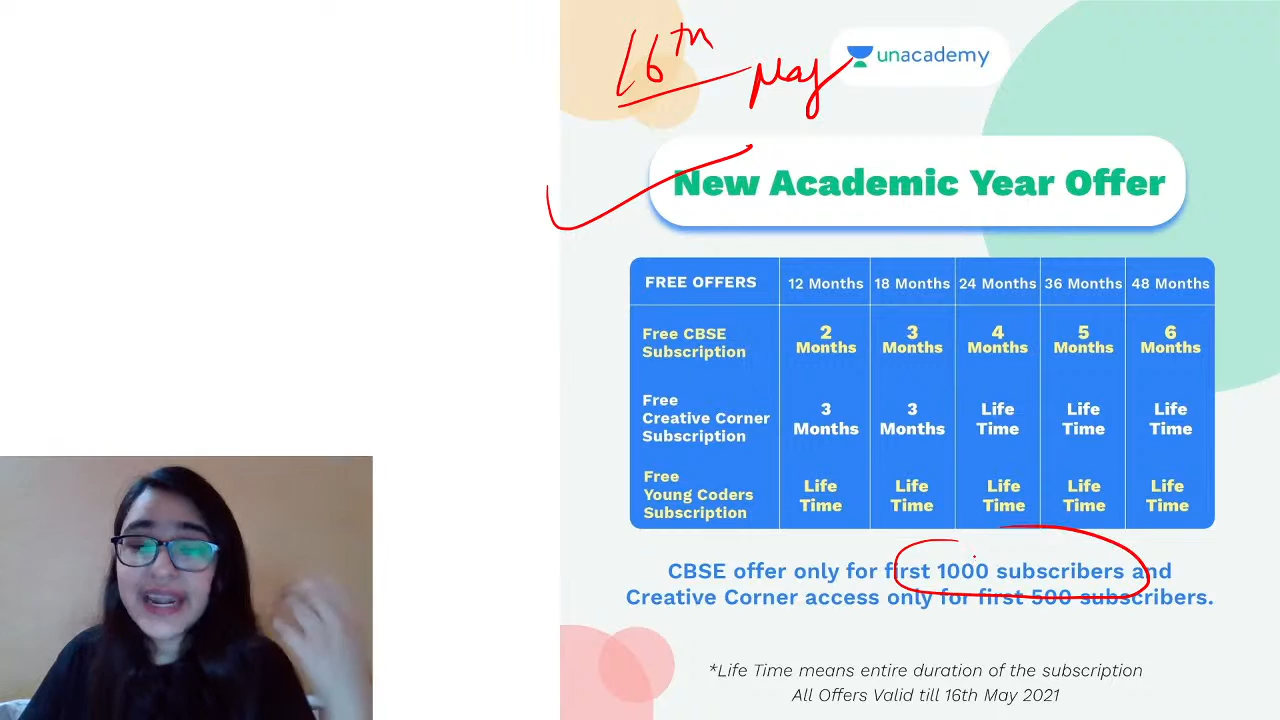 16th May
unacademy
New Academic Year Offer
FREE OFFERS 12 Months 18 Months 24 Months 36 Months 48 Months
Free CBSE Subscription 2 Months 3 Months 4 Months 5 Months 6 Months
Free Creative Corner Subscription 3 Months 3 Months Life Time Life Time Life Time
Free Young Coders Subscription Life Time Life Time Life Time Life Time Life Time
CBSE offer only for first 1000 subscribers and
Creative Corner access only for first 500 subscribers.
*Life Time means entire duration of the subscription
All Offers Valid till 16th May 2021